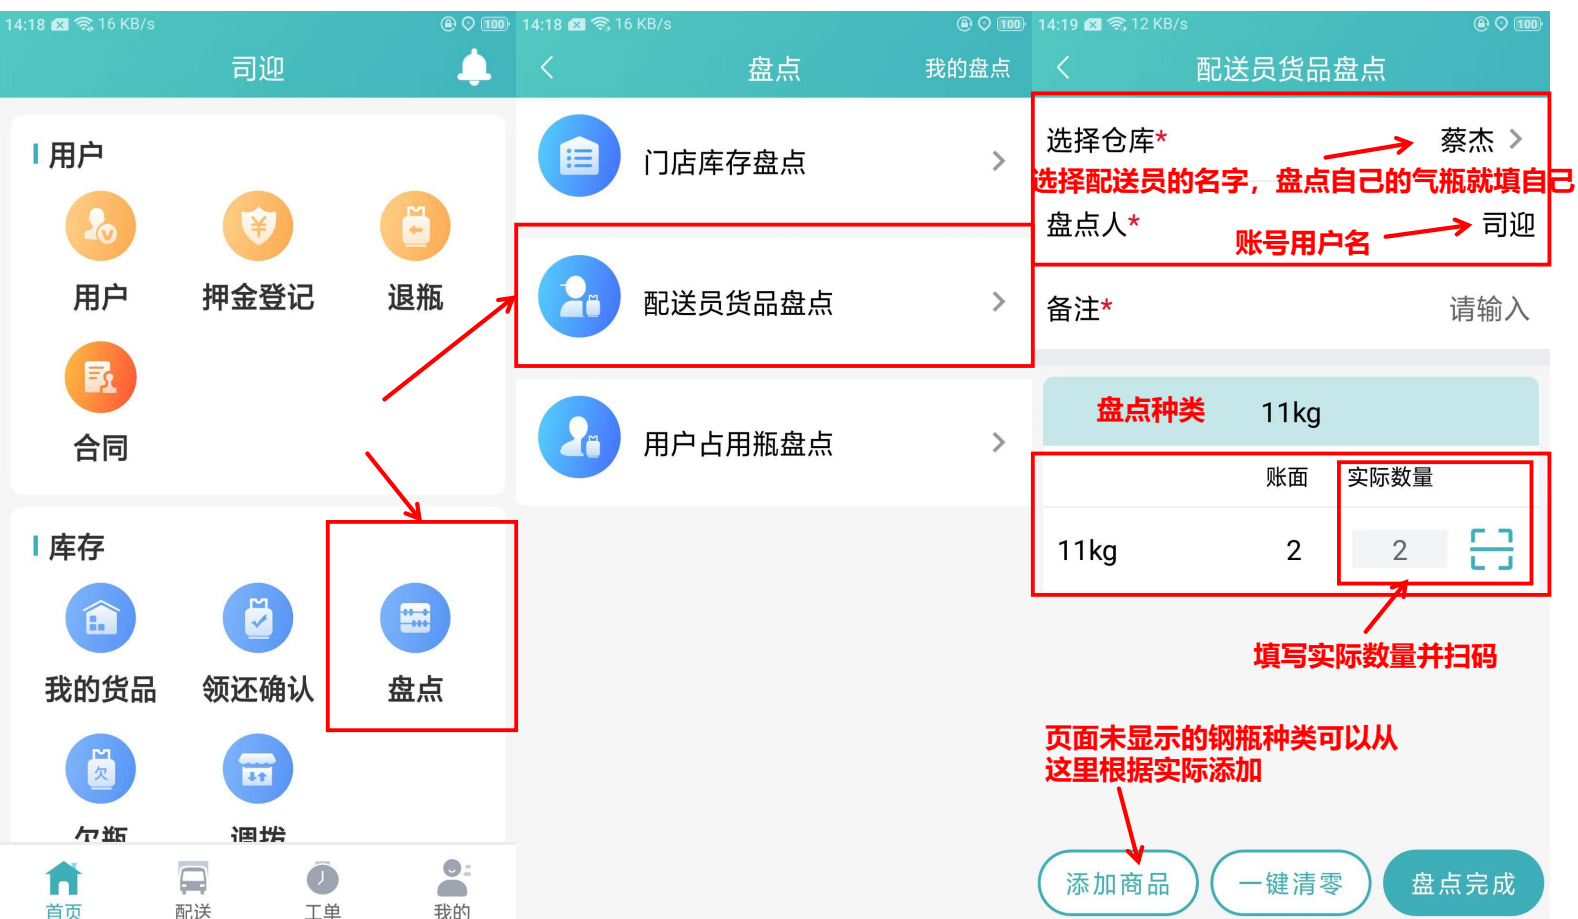 14:18 16 KB/s 100
司迎
用户
用户 押金登记 退瓶
合同
库存
我的货品 领还确认 盘点
欠
欠瓶 调拨
首页 配送 工单 我的
14:18 16 KB/s 100
盘点 我的盘点
门店库存盘点
配送员货品盘点
用户占用瓶盘点
14:19 12 KB/s 100
配送员货品盘点
选择仓库* 蔡杰
选择配送员的名字，盘点自己的气瓶就填自己
盘点人* 账号用户名 司迎
备注* 请输入
盘点种类 11kg
账面 实际数量
11kg 2 2
填写实际数量并扫码
页面未显示的钢瓶种类可以从
这里根据实际添加
添加商品 一键清零 盘点完成